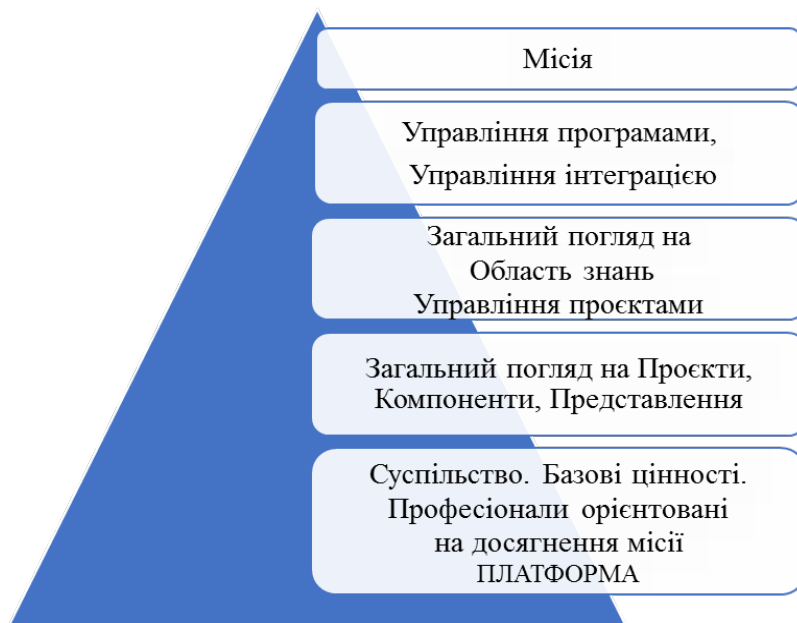 Місія
Управління програмами,
Управління інтеграцією
Загальний погляд на
Область знань
Управління проєктами
Загальний погляд на Проєкти,
Компоненти, Представлення
Суспільство. Базові цінності.
Професіонали орієнтовані
на досягнення місії
ПЛАТФОРМА